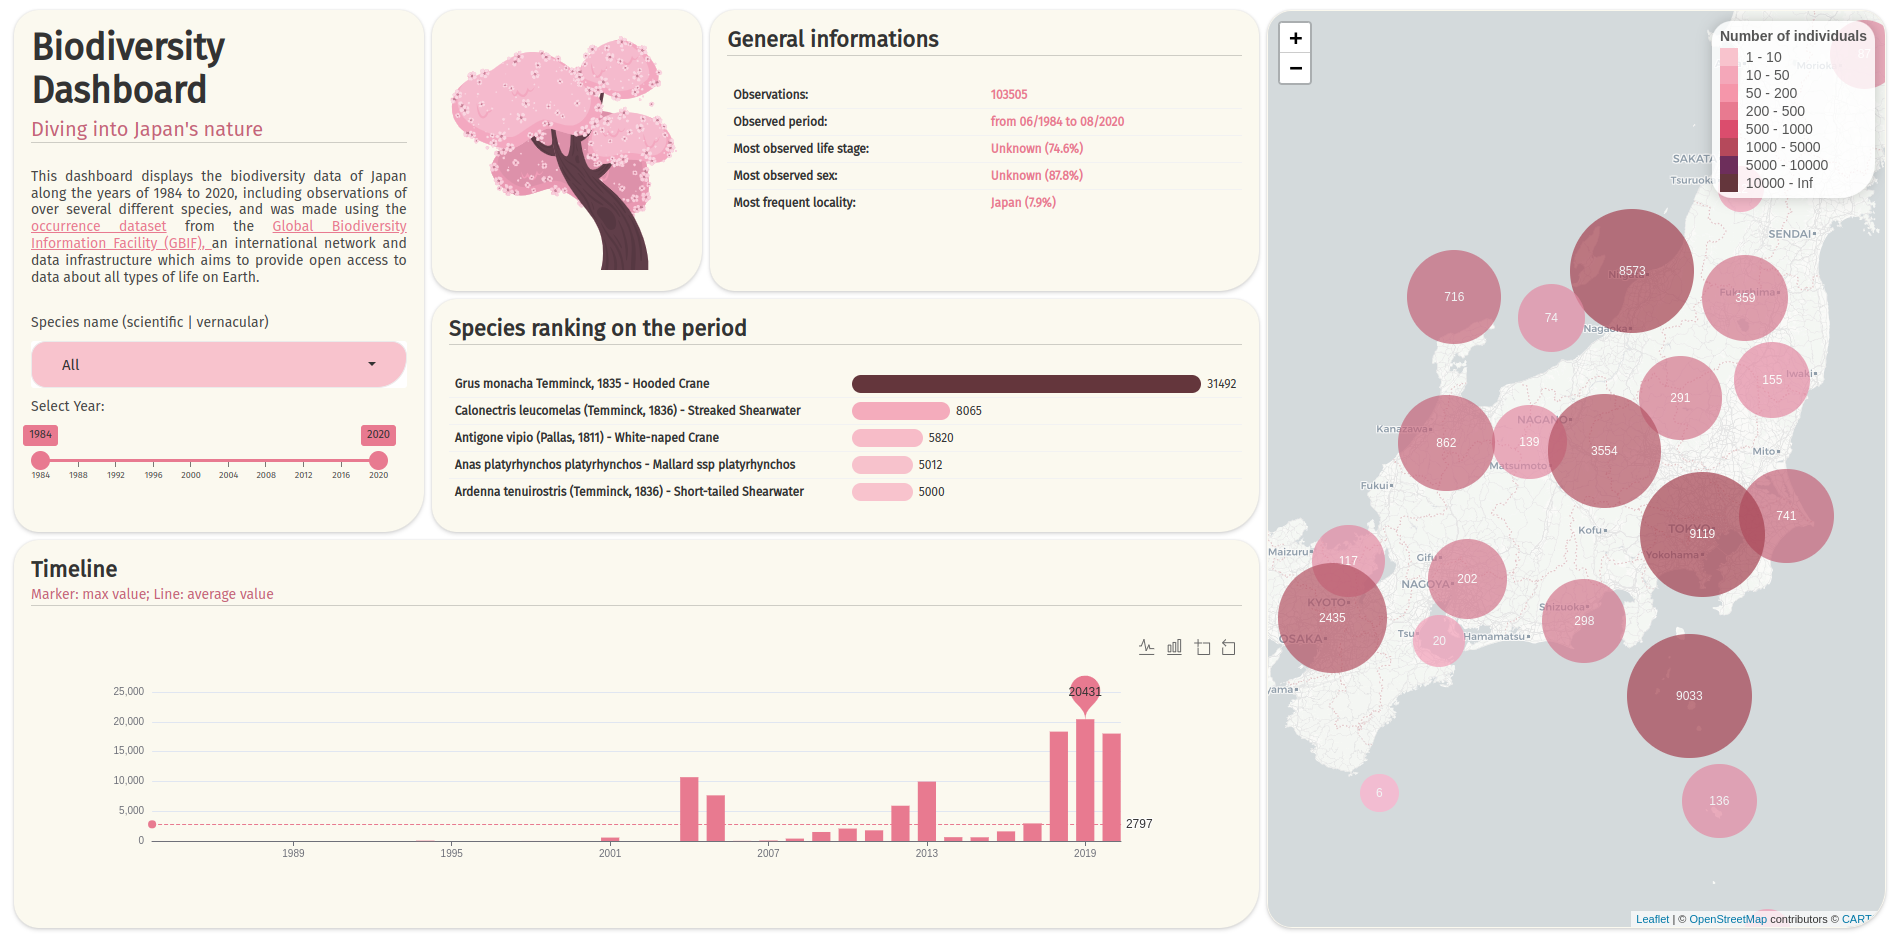 Biodiversity
Dashboard
Diving into Japan's nature
This dashboard displays the biodiversity data of Japan
along the years of 1984 to 2020, including observations of
over several different species, and was made using the
occurrence dataset from the Global Biodiversity
Information Facility (GBIF), an international network and
data infrastructure which aims to provide open access to
data about all types of life on Earth.
Species name (scientific | vernacular)
All
Select Year:
1984 2020
1984 1988 1992 1996 2000 2004 2008 2012 2016 2020
General informations
Observations: 103505
Observed period: from 06/1984 to 08/2020
Most observed life stage: Unknown (74.6%)
Most observed sex: Unknown (87.8%)
Most frequent locality: Japan (7.9%)
Species ranking on the period
Grus monacha Temminck, 1835 - Hooded Crane 31492
Calonectris leucomelas (Temminck, 1836) - Streaked Shearwater 8065
Antigone vipio (Pallas, 1811) - White-naped Crane 5820
Anas platyrhynchos platyrhynchos - Mallard ssp platyrhynchos 5012
Ardenna tenuirostris (Temminck, 1836) - Short-tailed Shearwater 5000
Timeline
Marker: max value; Line: average value
25,000
20,000
15,000
10,000
5,000
0
20431
2797
1989 1995 2001 2007 2013 2019
+
−
Number of individuals
1 - 10
10 - 50
50 - 200
200 - 500
500 - 1000
1000 - 5000
5000 - 10000
10000 - Inf
Morioka
SAKATA
Tsuruoka
SENDAI
8573
716
Fukushima
359
74
Nagaoka
155
Iwaki
291
NAGANO
Kanazawa
862
139
3554
Mito
Matsumoto
Fukui
741
Kofu
TOKYO
9119
Maizuru
117
Gifu
Yokohama
202
NAGOYA
KYOTO
2435
Shizuoka
298
Tsu
20
Hamamatsu
OSAKA
yama
9033
6
136
Leaflet | © OpenStreetMap contributors © CART